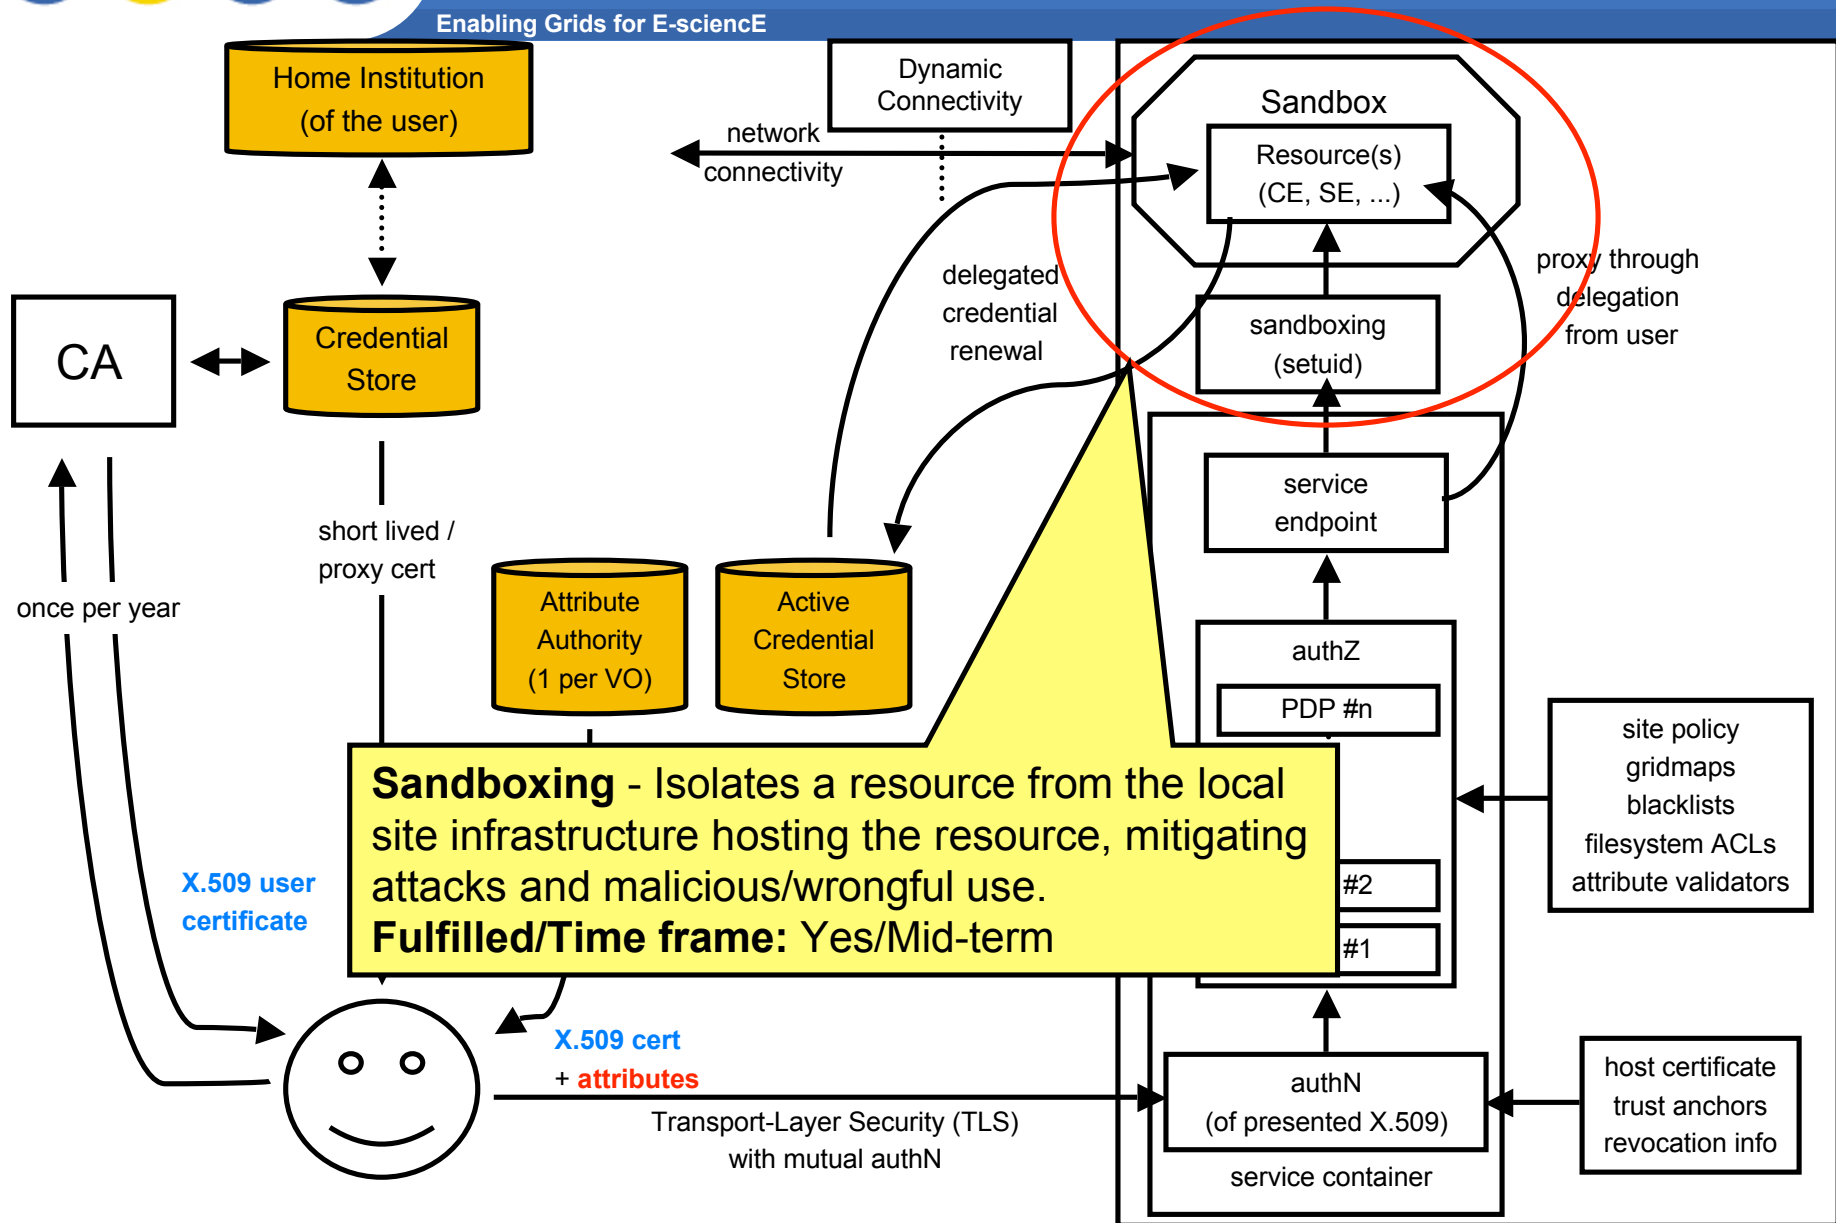 Enabling Grids for E-sciencE
Home Institution
(of the user)
Dynamic
Connectivity
network
connectivity
Sandbox
Resource(s)
(CE, SE, ...)
CA
Credential
Store
delegated
credential
renewal
sandboxing
(setuid)
proxy through
delegation
from user
service
endpoint
short lived /
proxy cert
once per year
Attribute
Authority
(1 per VO)
Active
Credential
Store
authZ
PDP #n
#2
#1
site policy
gridmaps
blacklists
filesystem ACLs
attribute validators
Sandboxing - Isolates a resource from the local
site infrastructure hosting the resource, mitigating
attacks and malicious/wrongful use.
Fulfilled/Time frame: Yes/Mid-term
X.509 user
certificate
X.509 cert
+ attributes
Transport-Layer Security (TLS)
with mutual authN
authN
(of presented X.509)
service container
host certificate
trust anchors
revocation info